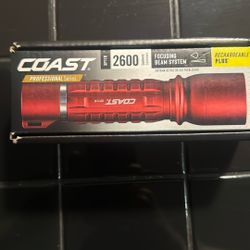 COAST
PROFESSIONAL Series
2600
FOCUSING
BEAM SYSTEM
RECHARGEABLE
PLUS
COAST